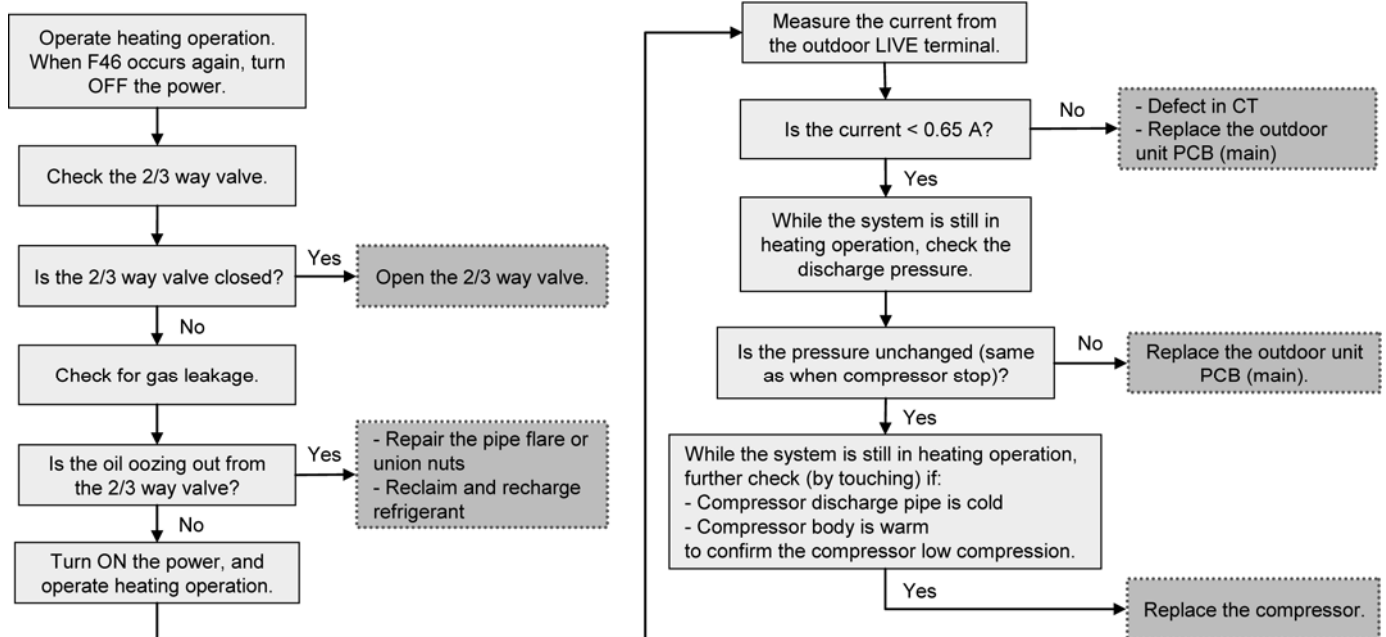 Operate heating operation.
When F46 occurs again, turn
OFF the power.
Check the 2/3 way valve.
Is the 2/3 way valve closed?
Yes
Open the 2/3 way valve.
No
Check for gas leakage.
Is the oil oozing out from
the 2/3 way valve?
Yes
- Repair the pipe flare or
union nuts
- Reclaim and recharge
refrigerant
No
Turn ON the power, and
operate heating operation.
Measure the current from
the outdoor LIVE terminal.
Is the current < 0.65 A?
No
- Defect in CT
- Replace the outdoor
unit PCB (main)
Yes
While the system is still in
heating operation, check the
discharge pressure.
Is the pressure unchanged (same
as when compressor stop)?
No
Replace the outdoor unit
PCB (main).
Yes
While the system is still in heating operation,
further check (by touching) if:
- Compressor discharge pipe is cold
- Compressor body is warm
to confirm the compressor low compression.
Yes
Replace the compressor.